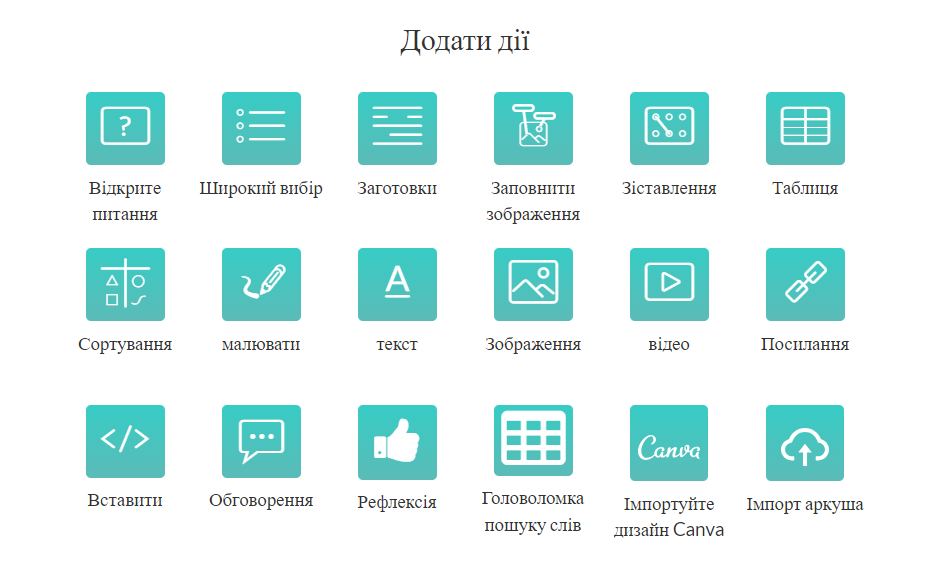 Додати дії
?
Відкрите
питання
Широкий вибір
Заготовки
Заповнити
зображення
Зіставлення
Таблиця
Сортування
малювати
A
текст
Зображення
відео
Посилання
</>
Вставити
Обговорення
Рефлексія
Головоломка
пошуку слів
Canva
Імпортуйте
дизайн Canva
Імпорт аркуша